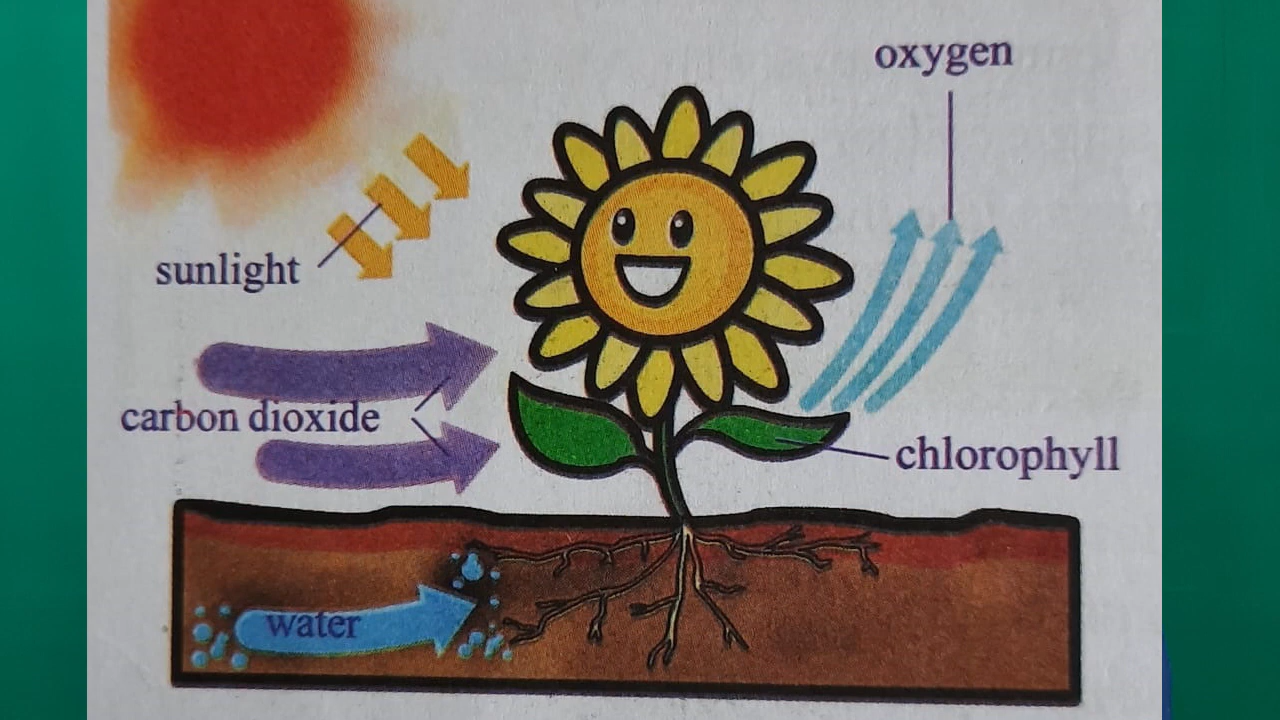 oxygen
sunlight
carbon dioxide
chlorophyll
water